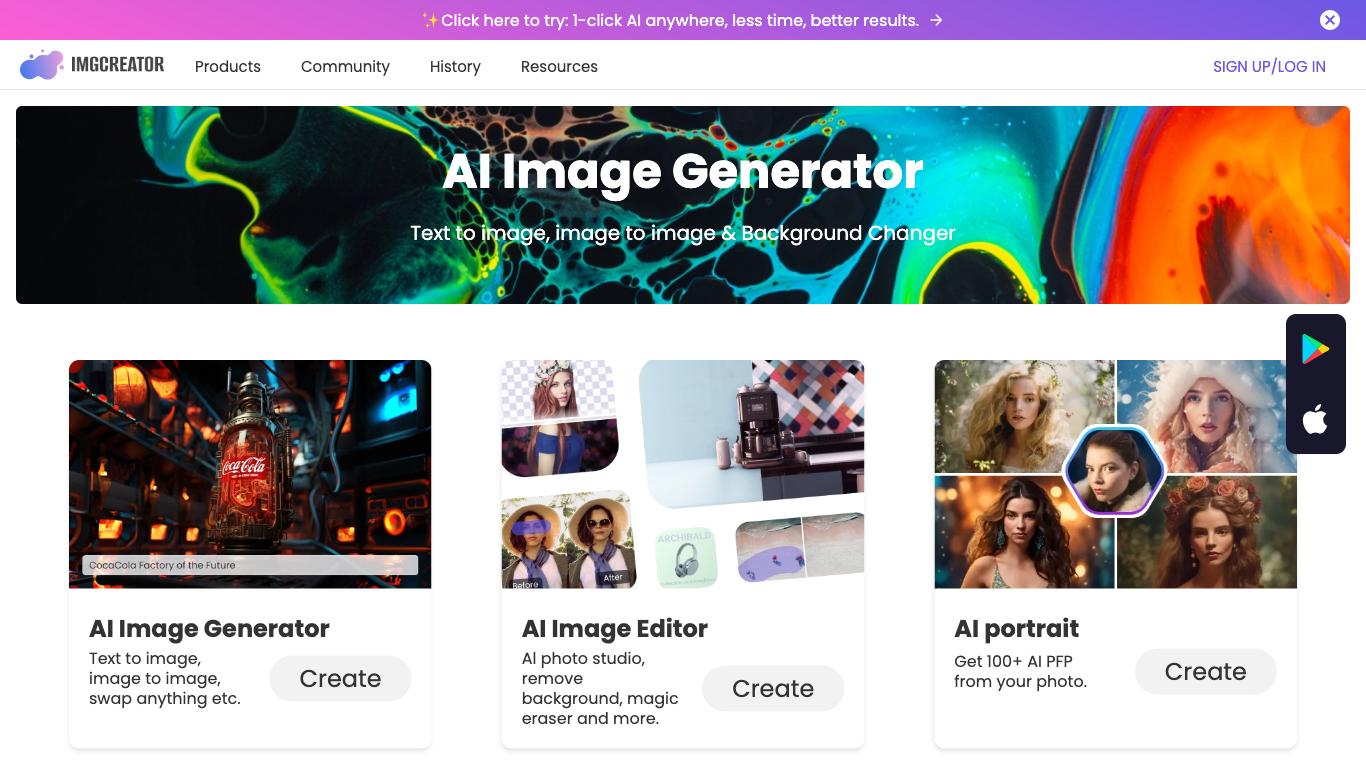 ✨Click here to try: 1-click AI anywhere, less time, better results. →
IMGCREATOR
Products
Community
History
Resources
SIGN UP/LOG IN
AI Image Generator
Text to image, image to image & Background Changer
Coca-Cola
CocaCola Factory of the Future
Before
After
ARCHIBALD
AI Image Generator
Text to image,
image to image,
swap anything etc.
Create
AI Image Editor
AI photo studio,
remove
background, magic
eraser and more.
Create
AI portrait
Get 100+ AI PFP
from your photo.
Create